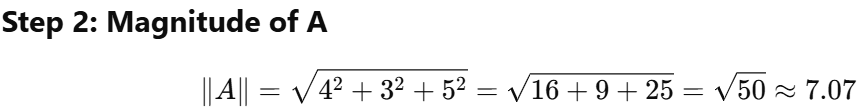 Step 2: Magnitude of A
‖A‖ = √(4² + 3² + 5²) = √(16 + 9 + 25) = √50 ≈ 7.07